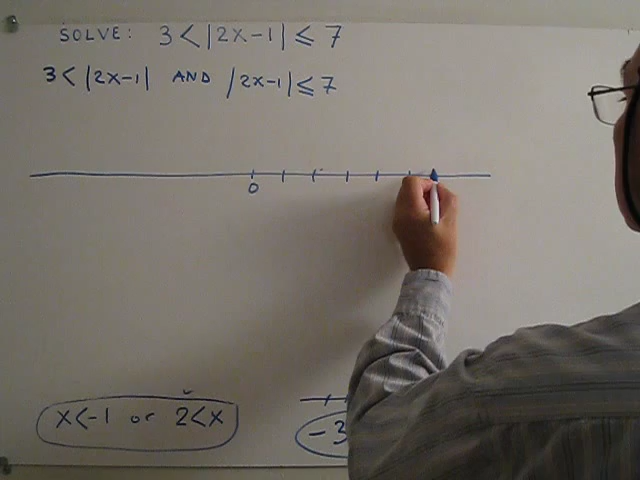 SOLVE: 3 < |2X-1| ≤ 7
3 < |2X-1| AND |2X-1| ≤ 7
0
X<-1 or 2<X
-3